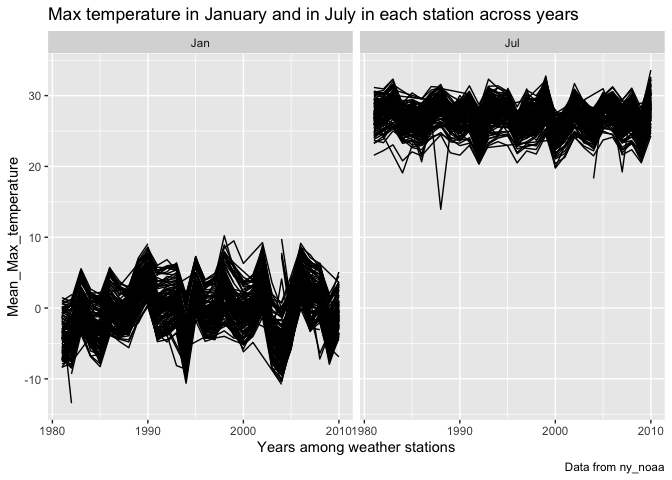 Max temperature in January and in July in each station across years
Jan
Jul
Mean_Max_temperature
30
20
10
0
-10
1980 1990 2000 2010
1980 1990 2000 2010
Years among weather stations
Data from ny_noaa